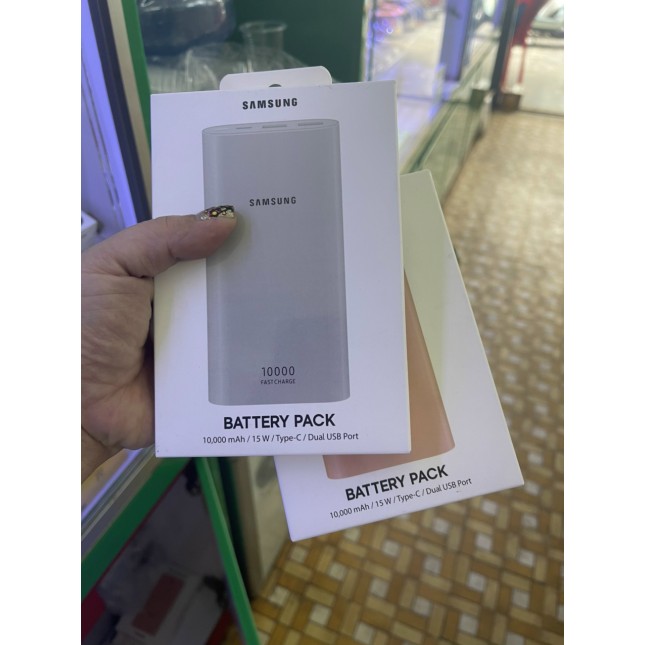 SAMSUNG
SAMSUNG
10000
FAST CHARGE
BATTERY PACK
10,000 mAh / 15 W / Type-C / Dual USB Port
BATTERY PACK
10,000 mAh / 15 W / Type-C / Dual USB Port